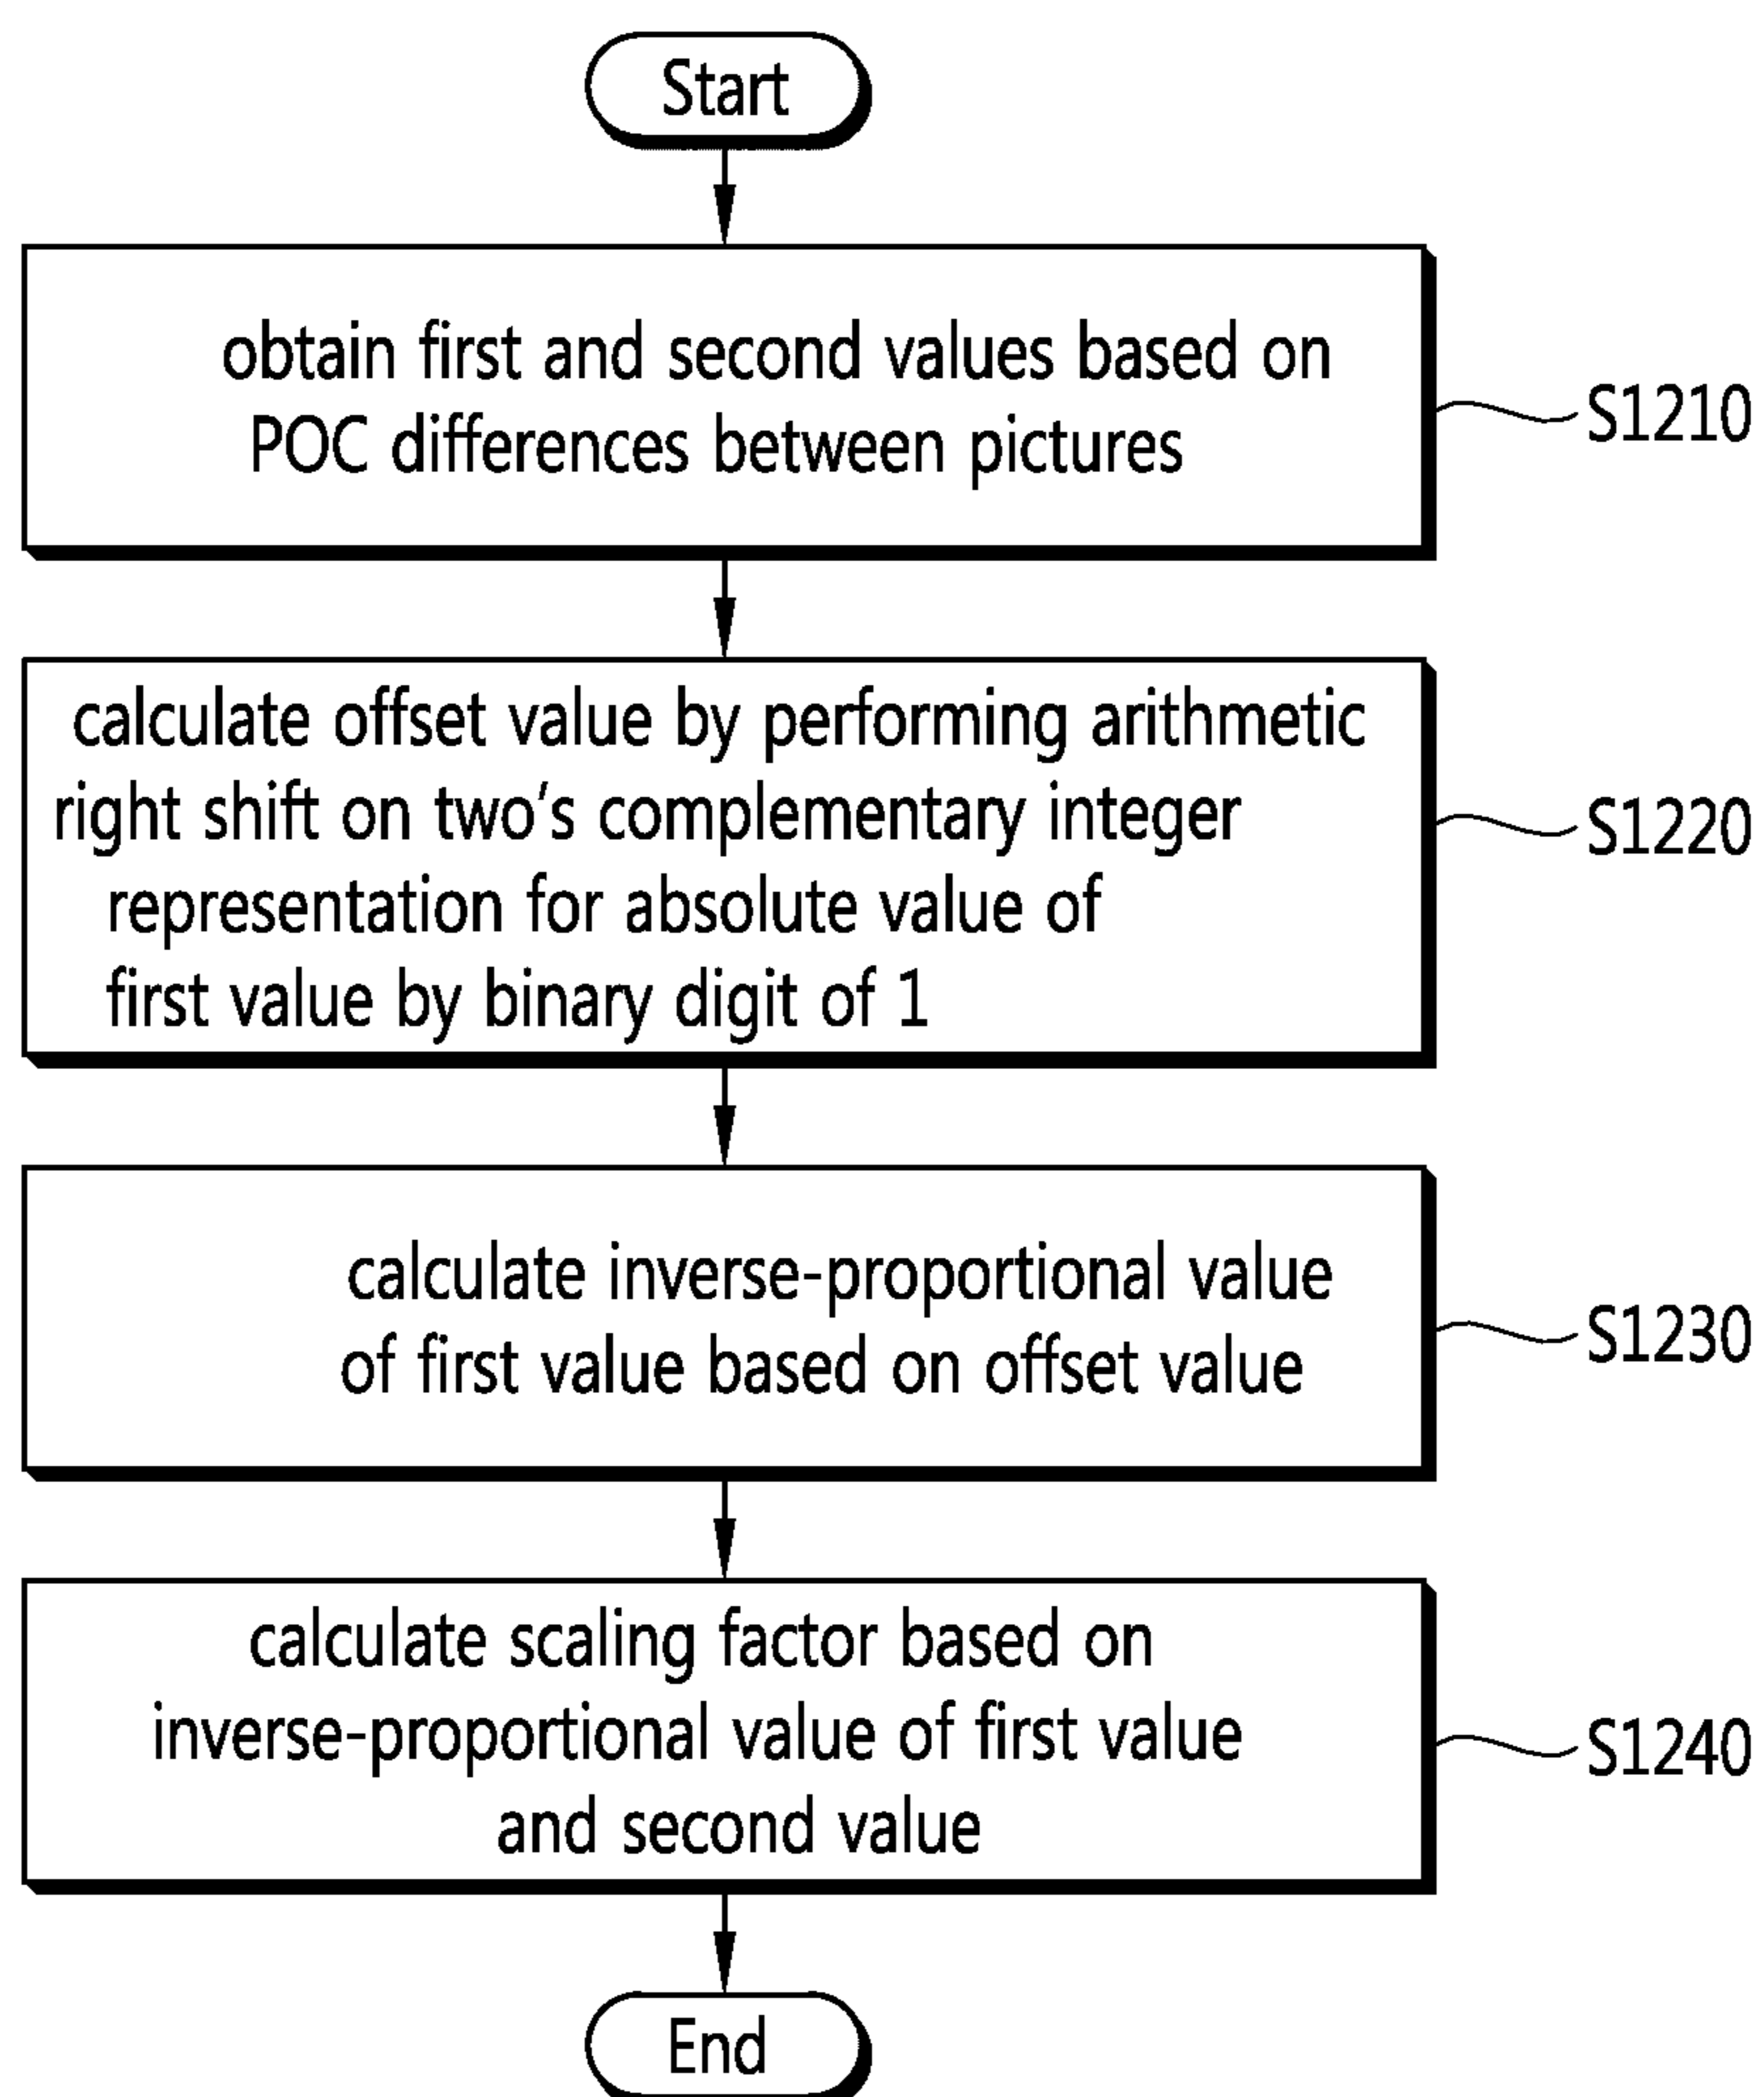 Start
obtain first and second values based on
POC differences between pictures
S1210
calculate offset value by performing arithmetic
right shift on two's complementary integer
representation for absolute value of
first value by binary digit of 1
S1220
calculate inverse-proportional value
of first value based on offset value
S1230
calculate scaling factor based on
inverse-proportional value of first value
and second value
S1240
End